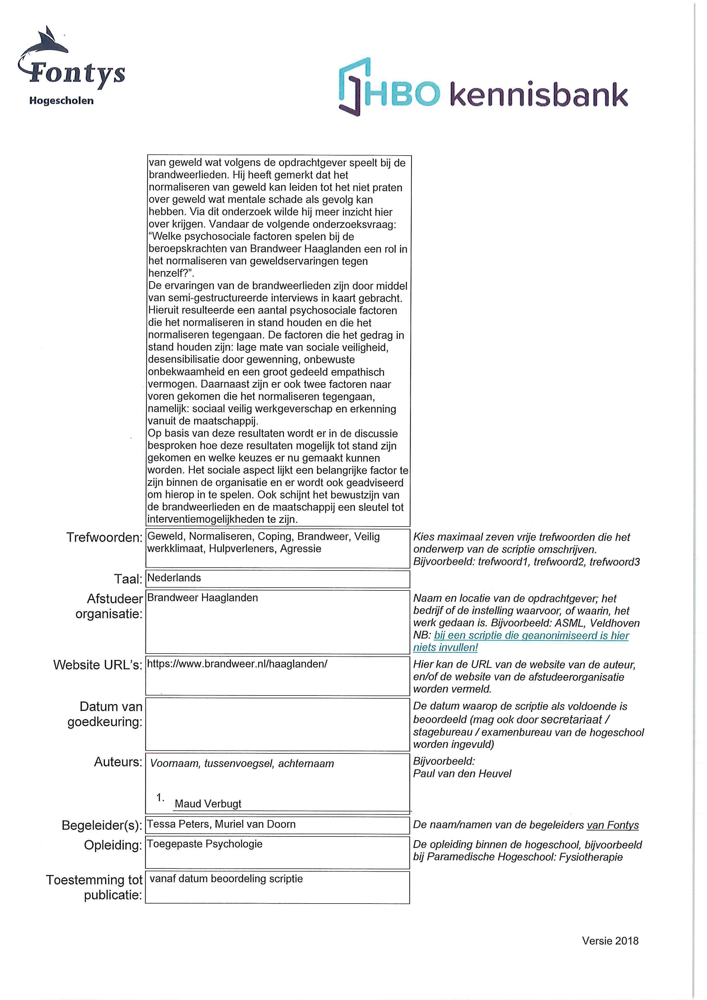 Fontys
Hogescholen
HBO kennisbank
van geweld wat volgens de opdrachtgever speelt bij de
brandweerlieden. Hij heeft gemerkt dat het
normaliseren van geweld kan leiden tot het niet praten
over geweld wat mentale schade als gevolg kan
hebben. Via dit onderzoek wilde hij meer inzicht hier
over krijgen. Vandaar de volgende onderzoeksvraag:
“Welke psychosociale factoren spelen bij de
beroepskrachten van Brandweer Haaglanden een rol in
het normaliseren van geweldservaringen tegen
henzelf?”.
De ervaringen van de brandweerlieden zijn door middel
van semi-gestructureerde interviews in kaart gebracht.
Hieruit resulteerde een aantal psychosociale factoren
die het normaliseren in stand houden en die het
normaliseren tegengaan. De factoren die het gedrag in
stand houden zijn: lage mate van sociale veiligheid,
desensibilisatie door gewenning, onbewuste
onbekwaamheid en een groot gedeeld empathisch
vermogen. Daarnaast zijn er ook twee factoren naar
voren gekomen die het normaliseren tegengaan,
namelijk: sociaal veilig werkgeverschap en erkenning
vanuit de maatschappij.
Op basis van deze resultaten wordt er in de discussie
besproken hoe deze resultaten mogelijk tot stand zijn
gekomen en welke keuzes er nu gemaakt kunnen
worden. Het sociale aspect lijkt een belangrijke factor te
zijn binnen de organisatie en er wordt ook geadviseerd
om hierop in te spelen. Ook schijnt het bewustzijn van
de brandweerlieden en de maatschappij een sleutel tot
interventiemogelijkheden te zijn.
Trefwoorden: Geweld, Normaliseren, Coping, Brandweer, Veilig
werkklimaat, Hulpverleners, Agressie
Kies maximaal zeven vrije trefwoorden die het
onderwerp van de scriptie omschrijven.
Bijvoorbeeld: trefwoord1, trefwoord2, trefwoord3
Taal: Nederlands
Afstudeer
organisatie:
Brandweer Haaglanden
Naam en locatie van de opdrachtgever; het
bedrijf of de instelling waarvoor, of waarin, het
werk gedaan is. Bijvoorbeeld: ASML, Veldhoven
NB: bij een scriptie die geanonimiseerd is hier
niets invullen!
Website URL's: https://www.brandweer.nl/haaglanden/
Hier kan de URL van de website van de auteur,
en/of de website van de afstudeerorganisatie
worden vermeld.
Datum van
goedkeuring:
De datum waarop de scriptie als voldoende is
beoordeeld (mag ook door secretariaat /
stagebureau / examenbureau van de hogeschool
worden ingevuld)
Auteurs: Voornaam, tussenvoegsel, achternaam
1. Maud Verbugt
Bijvoorbeeld:
Paul van den Heuvel
Begeleider(s): Tessa Peters, Muriel van Doorn
De naam/namen van de begeleiders van Fontys
Opleiding: Toegepaste Psychologie
De opleiding binnen de hogeschool, bijvoorbeeld
bij Paramedische Hogeschool: Fysiotherapie
Toestemming tot
publicatie:
vanaf datum beoordeling scriptie
Versie 2018